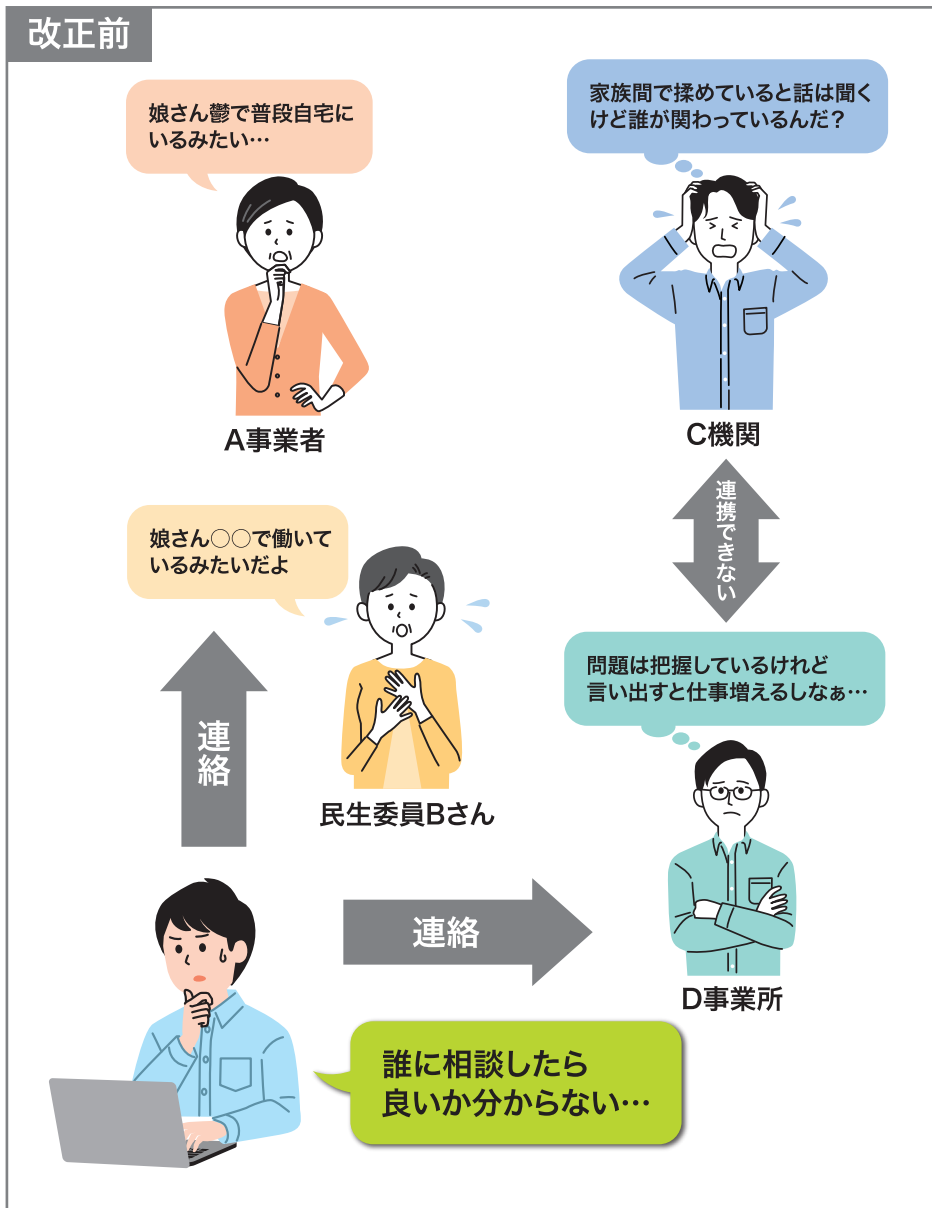 改正前
娘さん鬱で普段自宅に
いるみたい…
A事業者
家族間で揉めていると話は聞く
けど誰が関わっているんだ？
C機関
連携できない
娘さん○○で働いて
いるみたいだよ
民生委員Bさん
問題は把握しているけれど
言い出すと仕事増えるしなぁ…
D事業所
連絡
連絡
誰に相談したら
良いか分からない…